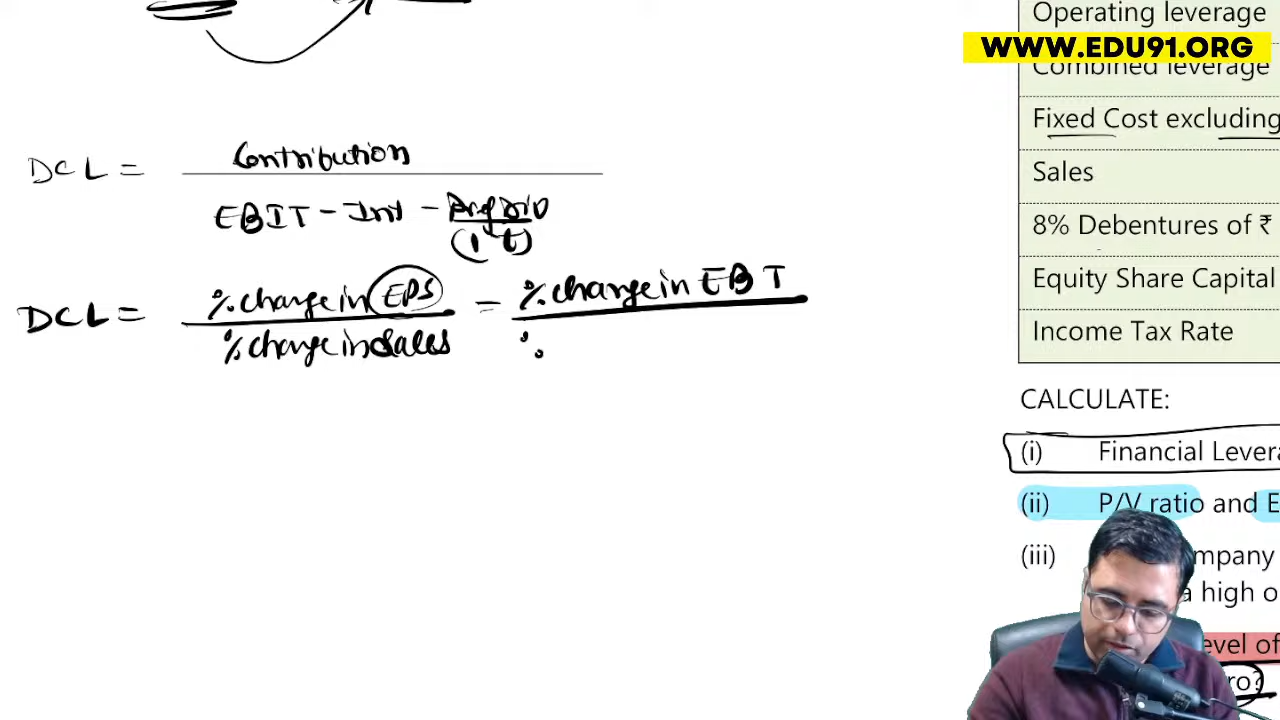 Operating leverage
WWW.EDU91.ORG
Combined leverage
Fixed Cost excluding
Sales
8% Debentures of ₹
Equity Share Capital
Income Tax Rate
CALCULATE:
(i) Financial Levera
(ii) P/V ratio and E
(iii) mpany
a high o
evel of
ro?
DCL = Contribution
EBIT - Int - Pref Div
(1 t)
DCL = % change in EPS = % change in EBT
% change in Sales %